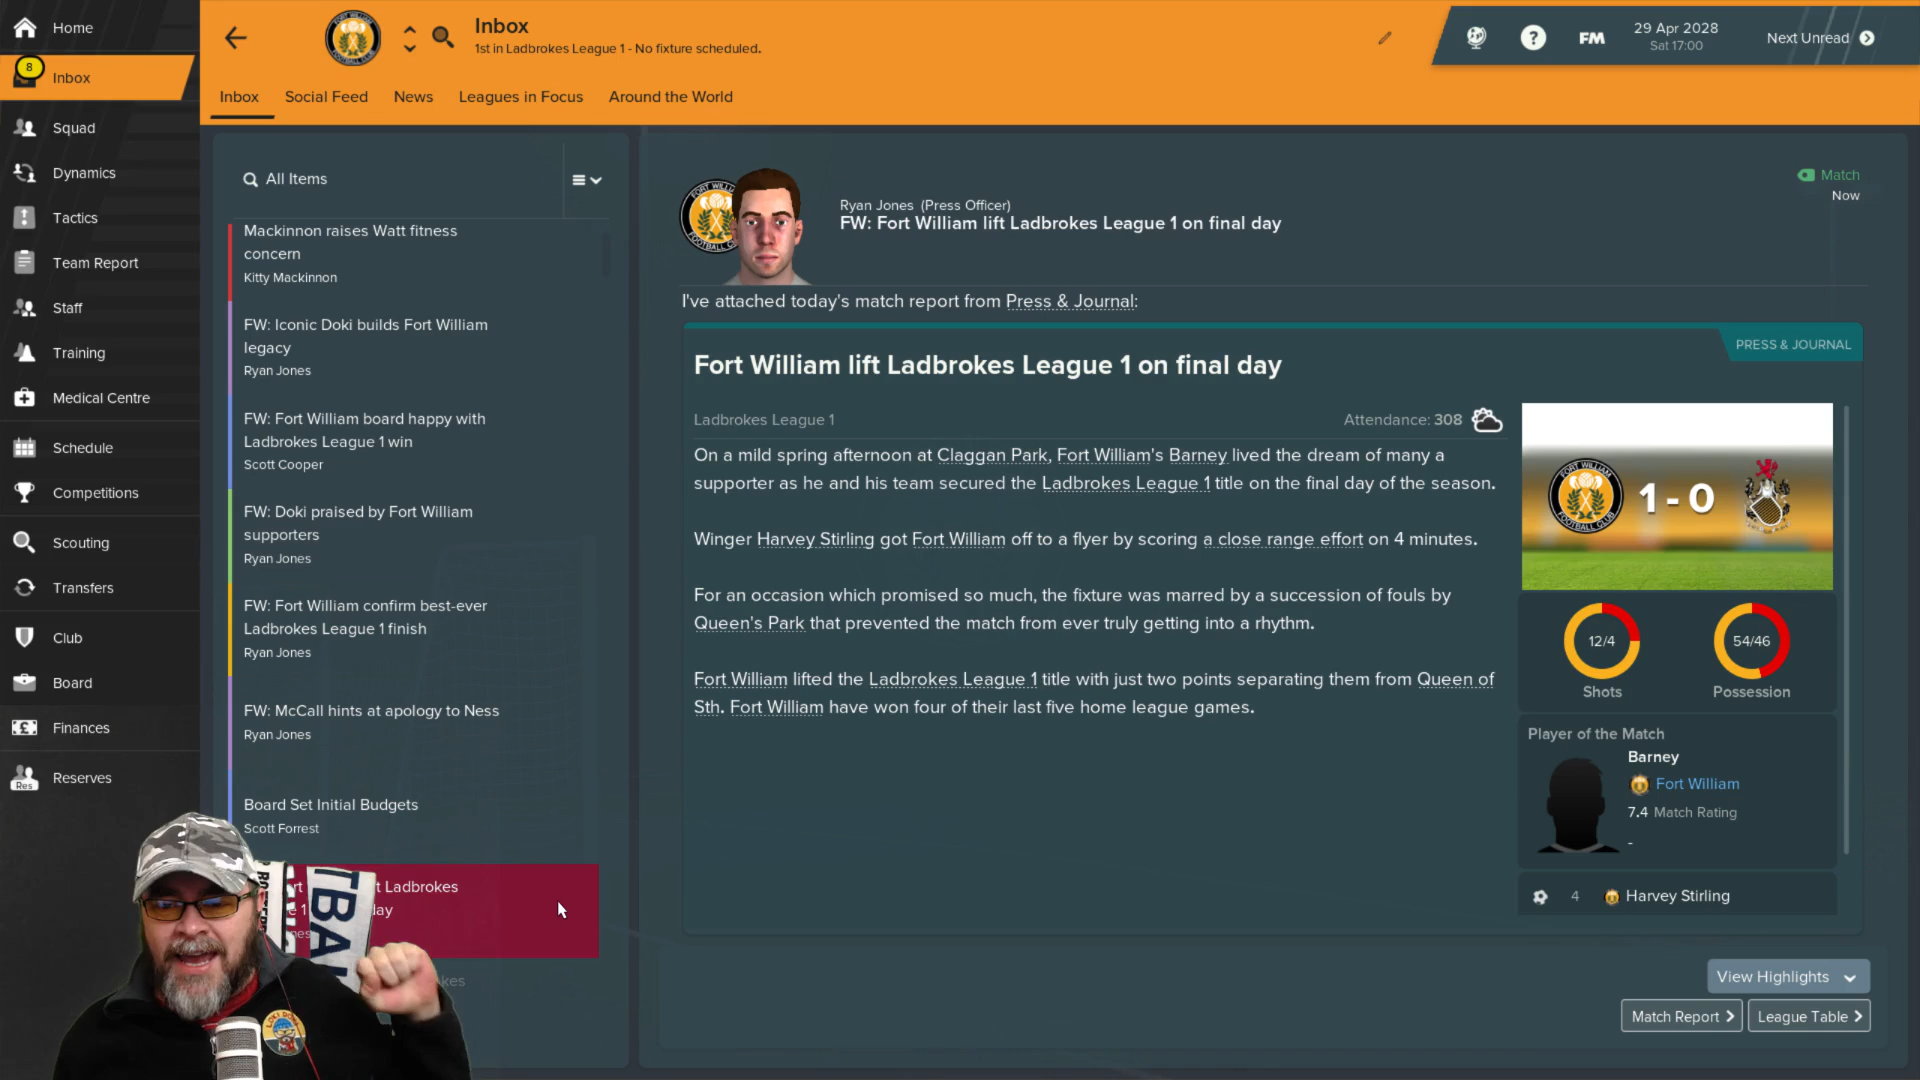 Home
8
Inbox
Squad
Dynamics
Tactics
Team Report
Staff
Training
Medical Centre
Schedule
Competitions
Scouting
Transfers
Club
Board
Finances
Res
Reserves
Inbox
1st in Ladbrokes League 1 - No fixture scheduled.
?
FM
29 Apr 2028
Sat 17:00
Next Unread
Inbox
Social Feed
News
Leagues in Focus
Around the World
All Items
Mackinnon raises Watt fitness
concern
Kitty Mackinnon
FW: Iconic Doki builds Fort William
legacy
Ryan Jones
FW: Fort William board happy with
Ladbrokes League 1 win
Scott Cooper
FW: Doki praised by Fort William
supporters
Ryan Jones
FW: Fort William confirm best-ever
Ladbrokes League 1 finish
Ryan Jones
FW: McCall hints at apology to Ness
Ryan Jones
Board Set Initial Budgets
Scott Forrest
Ladbrokes
Ryan Jones (Press Officer)
FW: Fort William lift Ladbrokes League 1 on final day
Match
Now
I've attached today's match report from Press & Journal:
PRESS & JOURNAL
Fort William lift Ladbrokes League 1 on final day
Ladbrokes League 1
Attendance: 308
On a mild spring afternoon at Claggan Park, Fort William's Barney lived the dream of many a
supporter as he and his team secured the Ladbrokes League 1 title on the final day of the season.
Winger Harvey Stirling got Fort William off to a flyer by scoring a close range effort on 4 minutes.
For an occasion which promised so much, the fixture was marred by a succession of fouls by
Queen's Park that prevented the match from ever truly getting into a rhythm.
Fort William lifted the Ladbrokes League 1 title with just two points separating them from Queen of
Sth. Fort William have won four of their last five home league games.
FORT WILLIAM
FOOTBALL CLUB
1 - 0
12/4
Shots
54/46
Possession
Player of the Match
Barney
Fort William
7.4 Match Rating
-
4
Harvey Stirling
View Highlights
Match Report
League Table